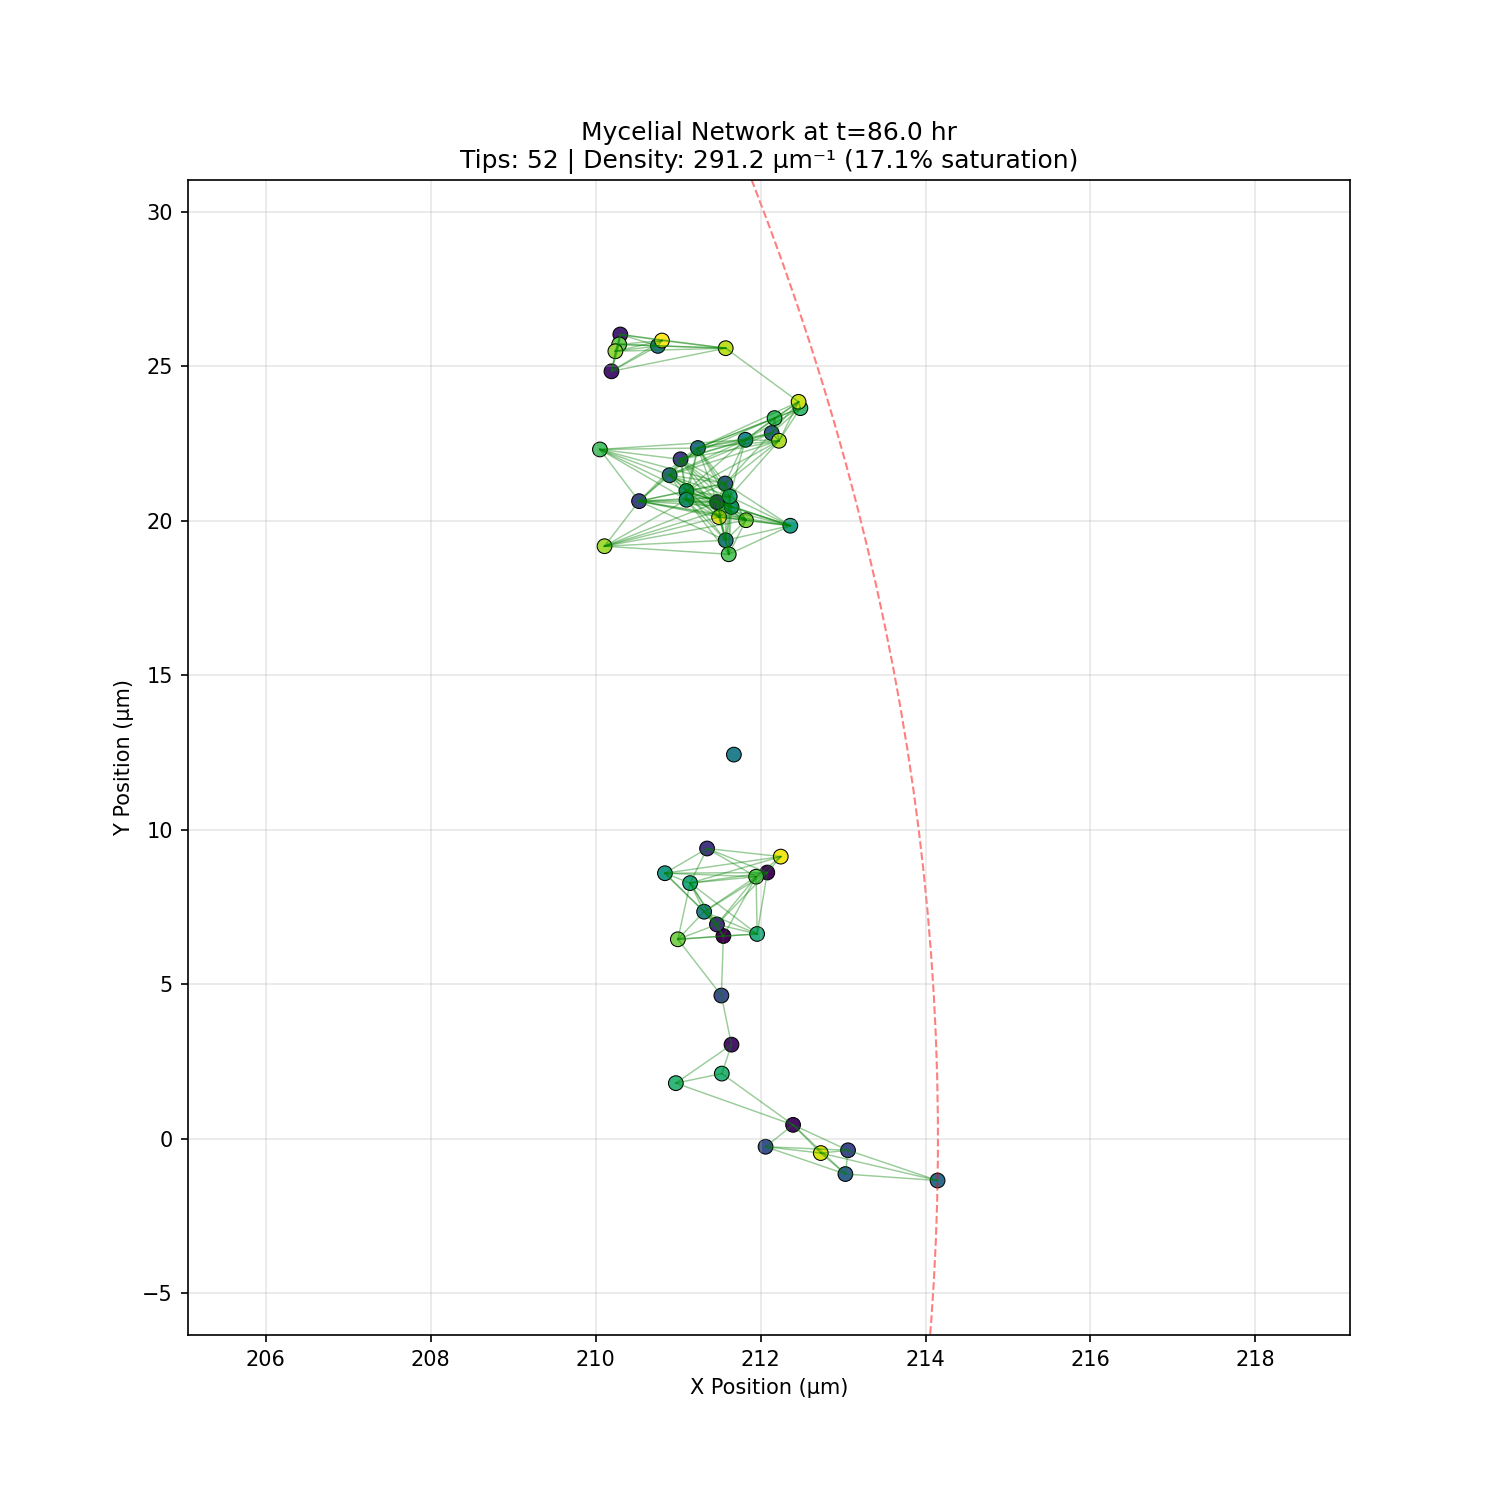 Mycelial Network at t=86.0 hr
Tips: 52 | Density: 291.2 μm⁻¹ (17.1% saturation)
30
25
20
15
10
5
0
−5
Y Position (μm)
206 208 210 212 214 216 218
X Position (μm)